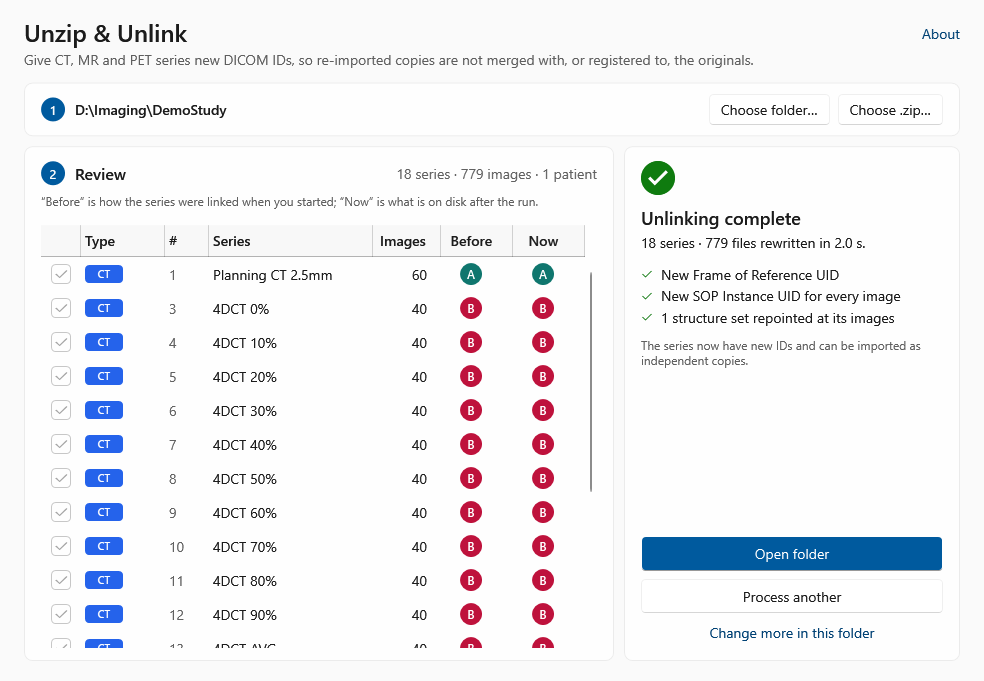 Unzip & Unlink
About
Give CT, MR and PET series new DICOM IDs, so re-imported copies are not merged with, or registered to, the originals.
1 D:\Imaging\DemoStudy
Choose folder...
Choose .zip...
2 Review
18 series · 779 images · 1 patient
“Before” is how the series were linked when you started; “Now” is what is on disk after the run.
Type # Series Images Before Now
CT 1 Planning CT 2.5mm 60 A A
CT 3 4DCT 0% 40 B B
CT 4 4DCT 10% 40 B B
CT 5 4DCT 20% 40 B B
CT 6 4DCT 30% 40 B B
CT 7 4DCT 40% 40 B B
CT 8 4DCT 50% 40 B B
CT 9 4DCT 60% 40 B B
CT 10 4DCT 70% 40 B B
CT 11 4DCT 80% 40 B B
CT 12 4DCT 90% 40 B B
CT 13 4DCT AVG 40 B B
Unlinking complete
18 series · 779 files rewritten in 2.0 s.
New Frame of Reference UID
New SOP Instance UID for every image
1 structure set repointed at its images
The series now have new IDs and can be imported as
independent copies.
Open folder
Process another
Change more in this folder